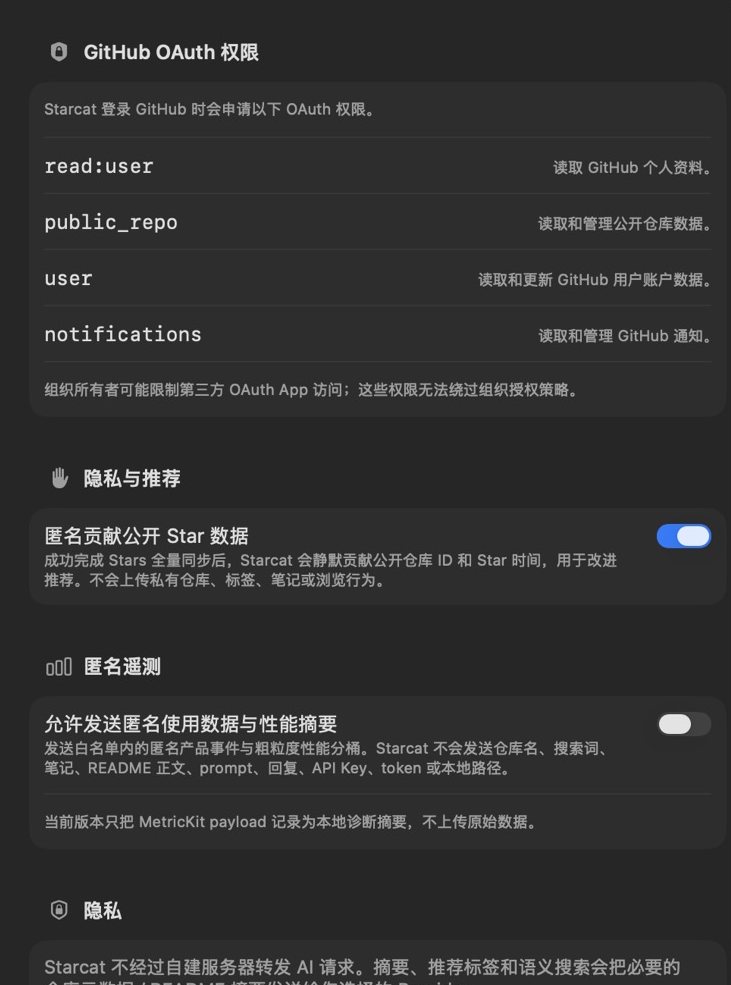 GitHub OAuth 权限
Starcat 登录 GitHub 时会申请以下 OAuth 权限。
read:user 读取 GitHub 个人资料。
public_repo 读取和管理公开仓库数据。
user 读取和更新 GitHub 用户账户数据。
notifications 读取和管理 GitHub 通知。
组织所有者可能限制第三方 OAuth App 访问；这些权限无法绕过组织授权策略。
隐私与推荐
匿名贡献公开 Star 数据
成功完成 Stars 全量同步后，Starcat 会静默贡献公开仓库 ID 和 Star 时间，用于改进
推荐。不会上传私有仓库、标签、笔记或浏览行为。
匿名遥测
允许发送匿名使用数据与性能摘要
发送白名单内的匿名产品事件与粗粒度性能分桶。Starcat 不会发送仓库名、搜索词、
笔记、README 正文、prompt、回复、API Key、token 或本地路径。
当前版本只把 MetricKit payload 记录为本地诊断摘要，不上传原始数据。
隐私
Starcat 不经过自建服务器转发 AI 请求。摘要、推荐标签和语义搜索会把必要的